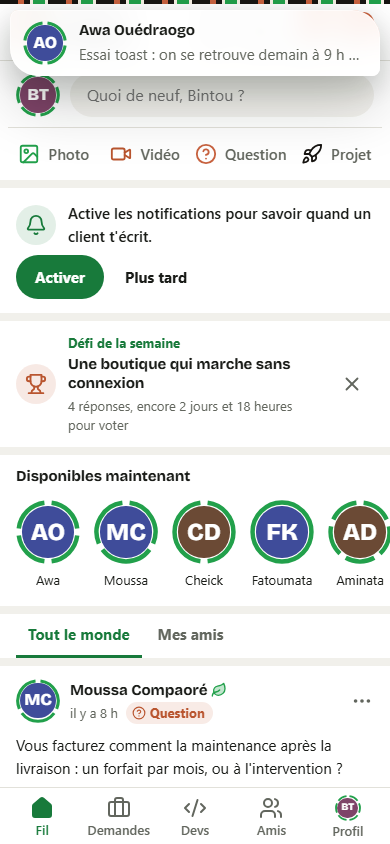 AO
Awa Ouédraogo
Essai toast : on se retrouve demain à 9 h ...
BT
Quoi de neuf, Bintou ?
Photo Vidéo Question Projet
Active les notifications pour savoir quand un
client t'écrit.
Activer Plus tard
Défi de la semaine
Une boutique qui marche sans
connexion
4 réponses, encore 2 jours et 18 heures
pour voter
Disponibles maintenant
AO MC CD FK AD
Awa Moussa Cheick Fatoumata Aminata
Tout le monde Mes amis
MC
Moussa Compaoré
il y a 8 h Question
Vous facturez comment la maintenance après la
livraison : un forfait par mois, ou à l'intervention ?
BT
Fil Demandes Devs Amis Profil